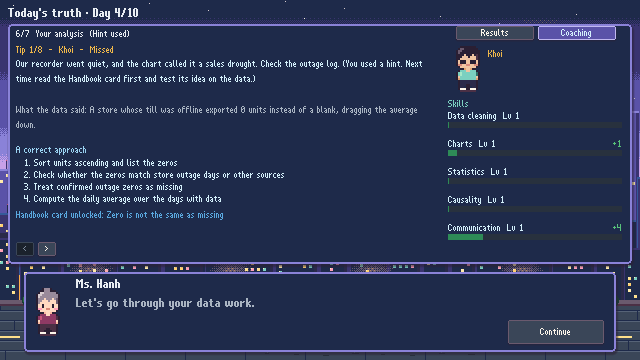 Today's truth · Day 4/10
6/7 Your analysis (Hint used)
Results
Coaching
Tip 1/8 - Khoi - Missed
Our recorder went quiet, and the chart called it a sales drought. Check the outage log. (You used a hint. Next
time read the Handbook card first and test its idea on the data.)
What the data said: A store whose till was offline exported 0 units instead of a blank, dragging the average
down.
A correct approach
1. Sort units ascending and list the zeros
2. Check whether the zeros match store outage days or other sources
3. Treat confirmed outage zeros as missing
4. Compute the daily average over the days with data
Handbook card unlocked: Zero is not the same as missing
<
>
Khoi
Skills
Data cleaning Lv 1
Charts Lv 1 +1
Statistics Lv 1
Causality Lv 1
Communication Lv 1 +4
Ms. Hanh
Let's go through your data work.
Continue